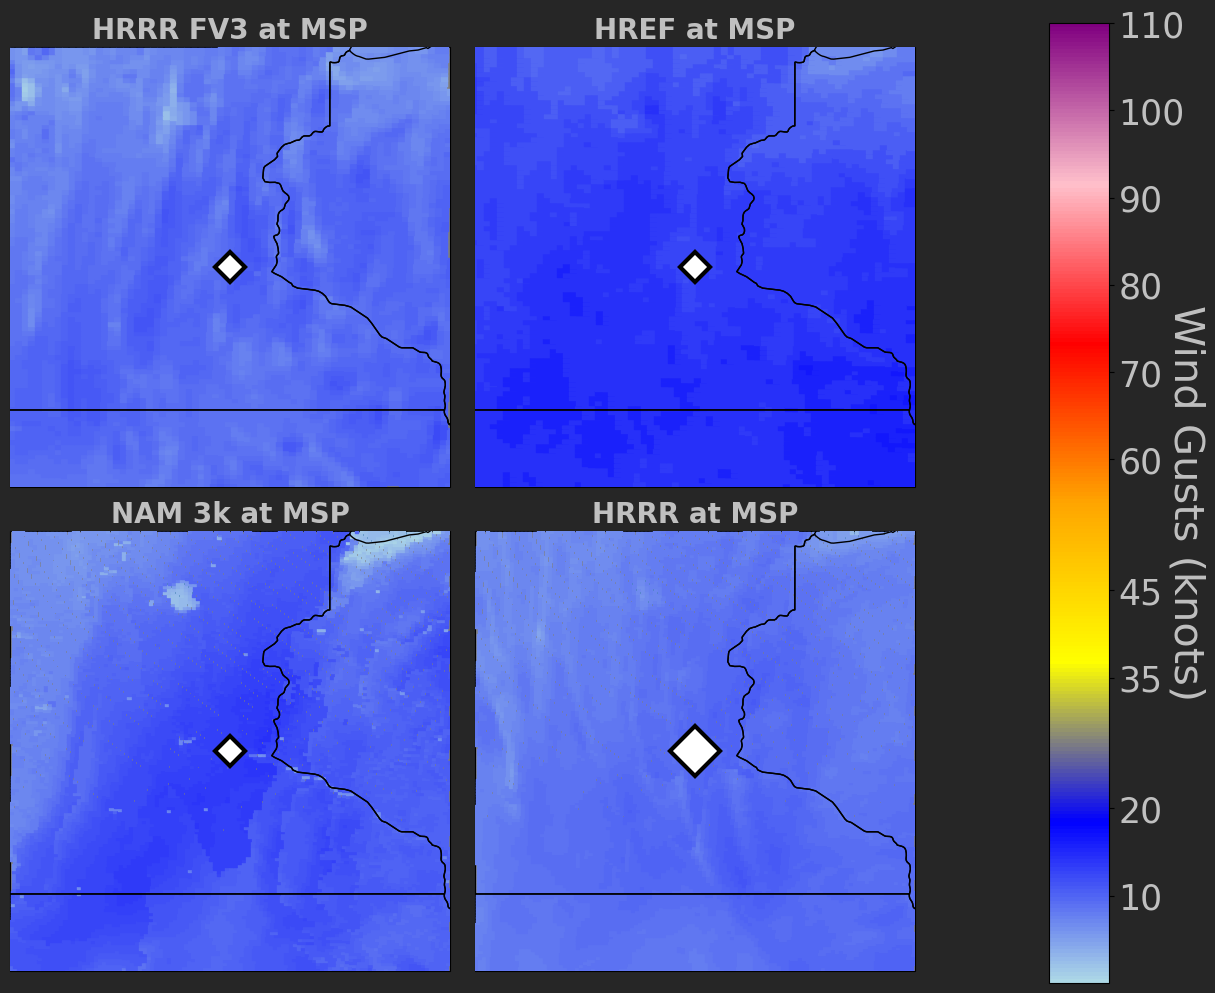 HRRR FV3 at MSP
HREF at MSP
NAM 3k at MSP
HRRR at MSP
110
100
90
80
70
60
45
35
20
10
Wind Gusts (knots)